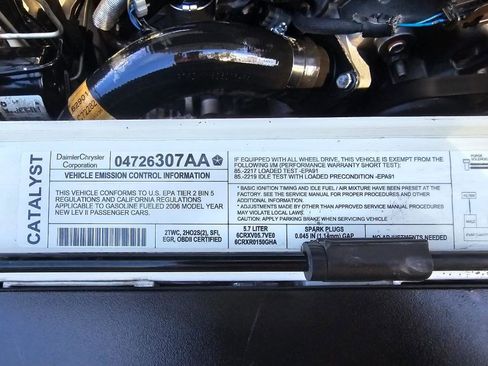 CATALYST
DaimlerChrysler
Corporation
04726307AA
VEHICLE EMISSION CONTROL INFORMATION
THIS VEHICLE CONFORMS TO U.S. EPA TIER 2 BIN 5
REGULATIONS AND CALIFORNIA REGULATIONS
APPLICABLE TO GASOLINE FUELED 2006 MODEL YEAR
NEW LEV II PASSENGER CARS.
2TWC, 2HO2S(2), SFI,
EGR, OBDII CERTIFIED
IF EQUIPPED WITH ALL WHEEL DRIVE, THIS VEHICLE IS EXEMPT FROM THE
FOLLOWING I/M (PERFORMANCE WARRANTY SHORT TEST):
85.-2217 LOADED TEST -EPA91
85.-2219 IDLE TEST WITH LOADED PRECONDITION -EPA91
* BASIC IGNITION TIMING AND IDLE FUEL / AIR MIXTURE HAVE BEEN PRESET AT THE
FACTORY. SEE THE SERVICE MANUAL FOR PROPER PROCEDURES AND OTHER
ADDITIONAL INFORMATION.
* ADJUSTMENTS MADE BY OTHER THAN APPROVED SERVICE MANUAL PROCEDURES
MAY VIOLATE LAWS.
CAUTION: APPLY PARKING BRAKE WHEN SERVICING VEHICLE
5.7 LITER
6CRXV05.7VE0
6CRXR0150GHA
SPARK PLUGS
0.045 IN (1.14mm) GAP
NO ADJUSTMENTS NEEDED